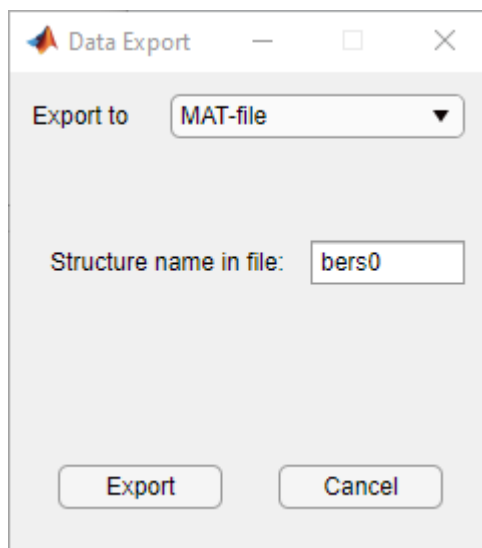 Data Export
Export to MAT-file
Structure name in file: bers0
Export Cancel